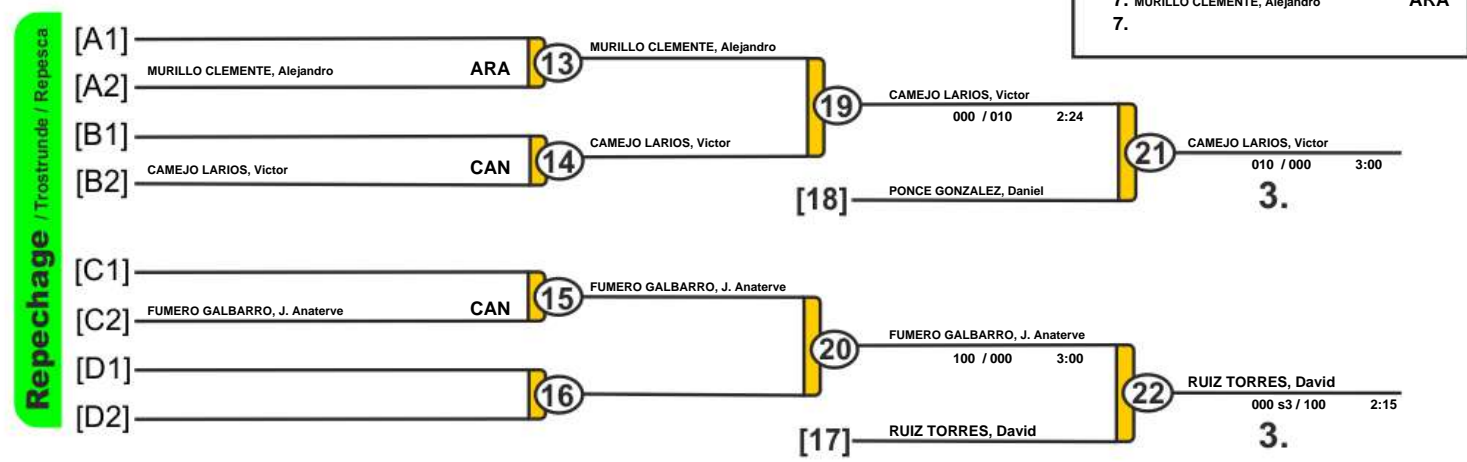 7. MURILLO CLEMENTE, Alejandro ARA
7.
Repechage / Trostrunde / Repesca
[A1]
[A2] MURILLO CLEMENTE, Alejandro ARA
13
MURILLO CLEMENTE, Alejandro
[B1]
[B2] CAMEJO LARIOS, Victor CAN
14
CAMEJO LARIOS, Victor
19
CAMEJO LARIOS, Victor
000 / 010 2:24
[18] PONCE GONZALEZ, Daniel
21
CAMEJO LARIOS, Victor
010 / 000 3:00
3.
[C1]
[C2] FUMERO GALBARRO, J. Anaterve CAN
15
FUMERO GALBARRO, J. Anaterve
[D1]
[D2]
16
20
FUMERO GALBARRO, J. Anaterve
100 / 000 3:00
[17] RUIZ TORRES, David
22
RUIZ TORRES, David
000 s3 / 100 2:15
3.